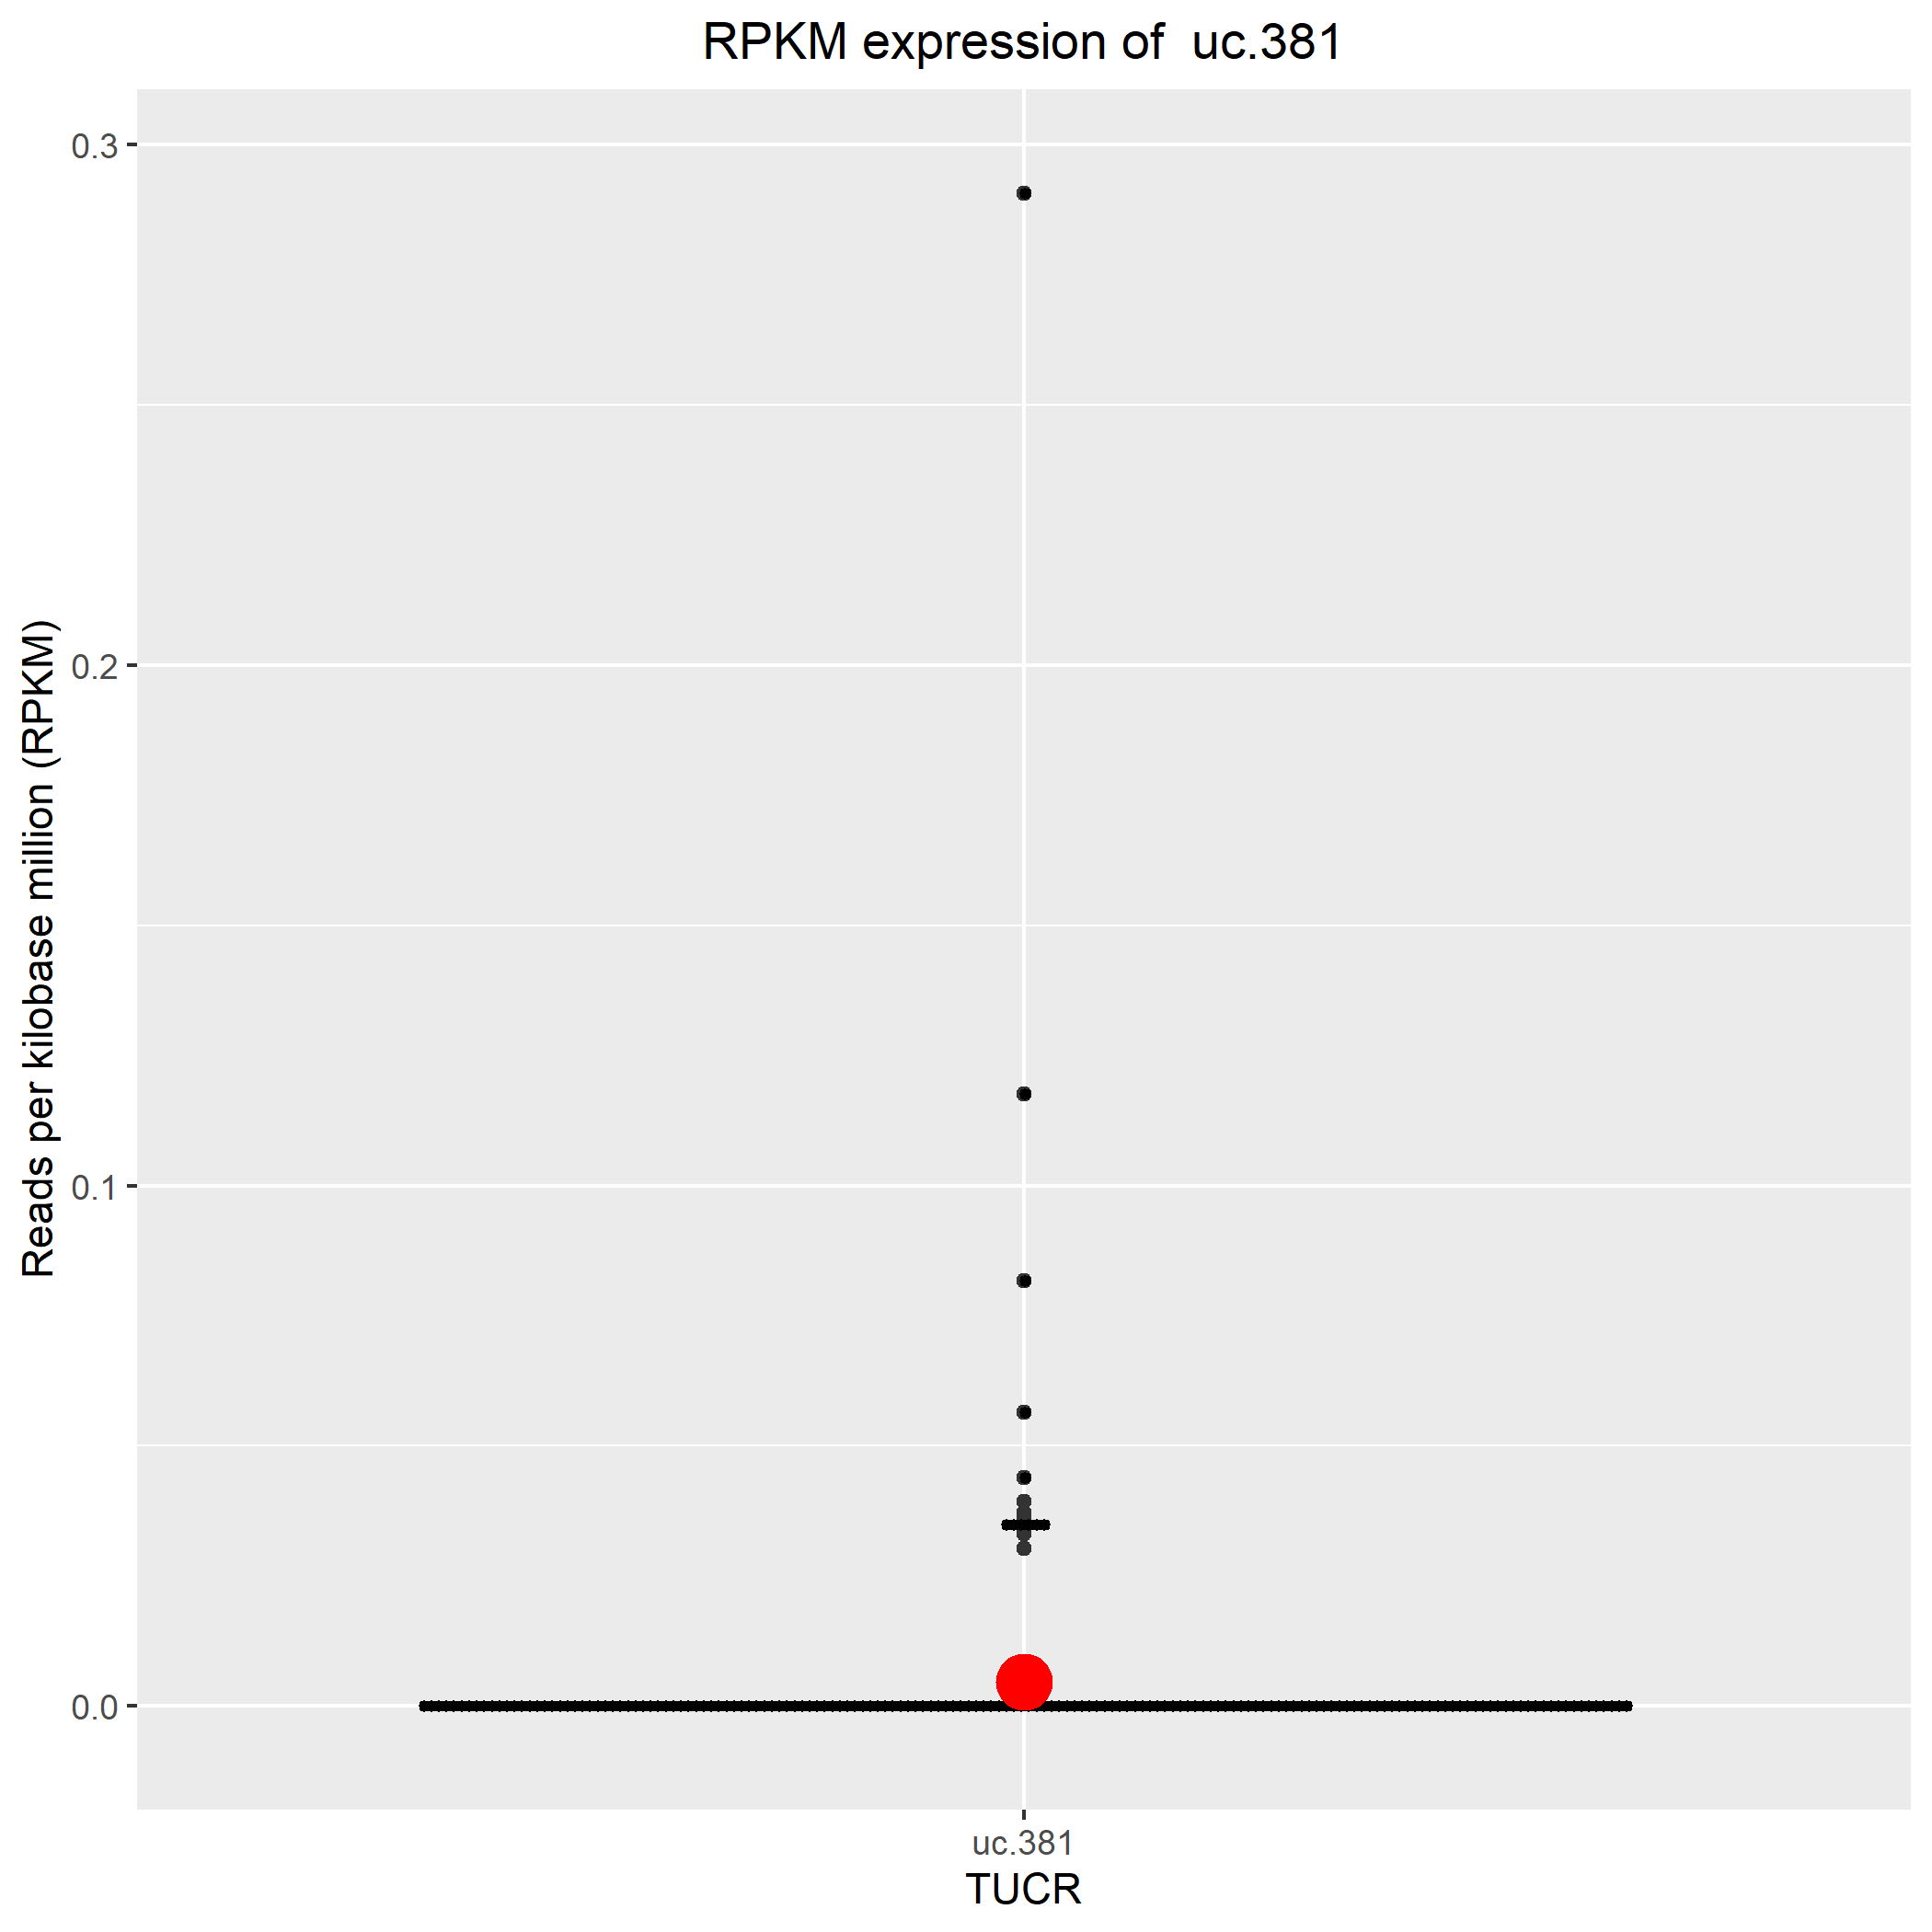 RPKM expression of  uc.381
Reads per kilobase million (RPKM)
0.3
0.2
0.1
0.0
uc.381
TUCR